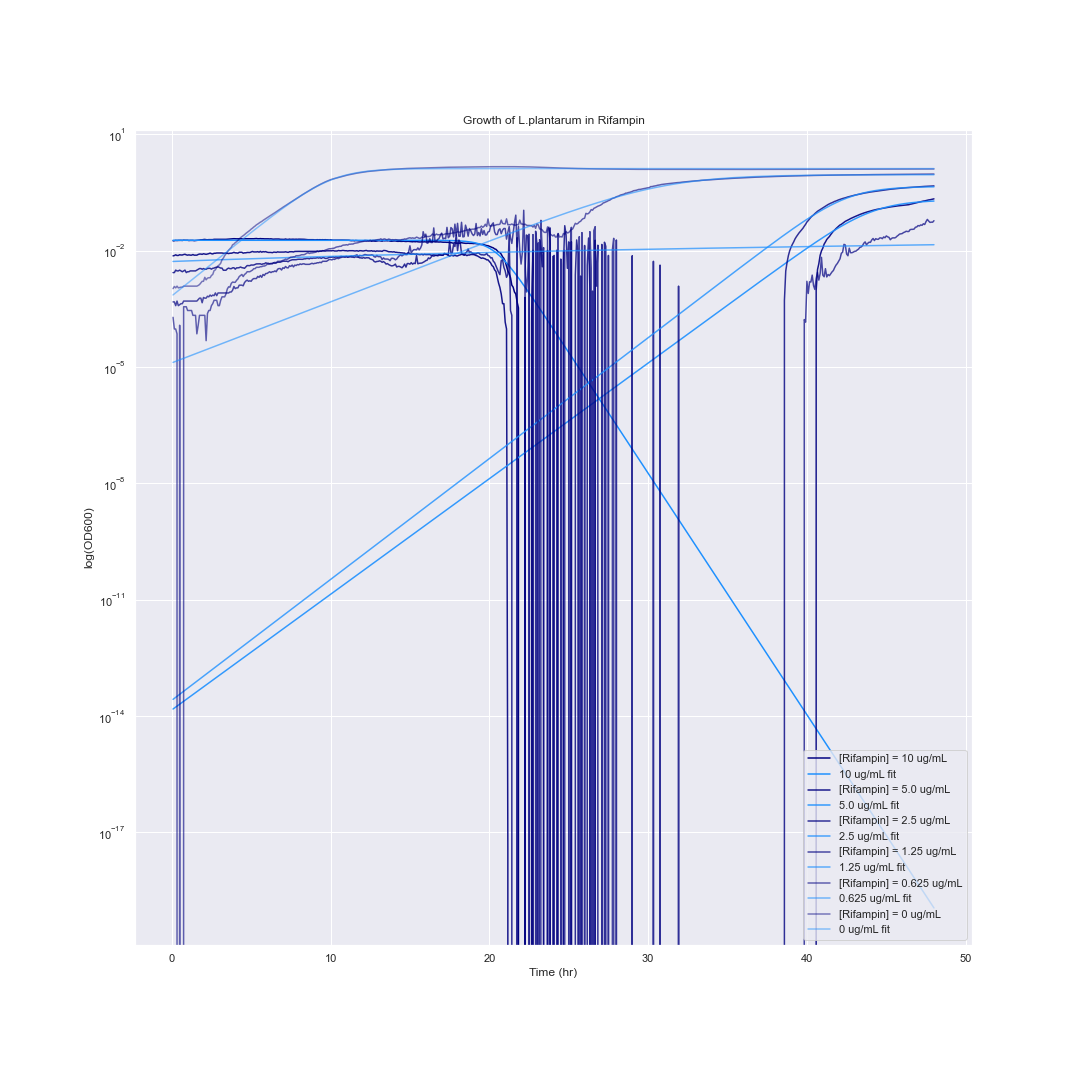 Growth of L.plantarum in Rifampin
log(OD600)
10^1
10^-2
10^-5
10^-8
10^-11
10^-14
10^-17
0 10 20 30 40 50
Time (hr)
[Rifampin] = 10 ug/mL
10 ug/mL fit
[Rifampin] = 5.0 ug/mL
5.0 ug/mL fit
[Rifampin] = 2.5 ug/mL
2.5 ug/mL fit
[Rifampin] = 1.25 ug/mL
1.25 ug/mL fit
[Rifampin] = 0.625 ug/mL
0.625 ug/mL fit
[Rifampin] = 0 ug/mL
0 ug/mL fit